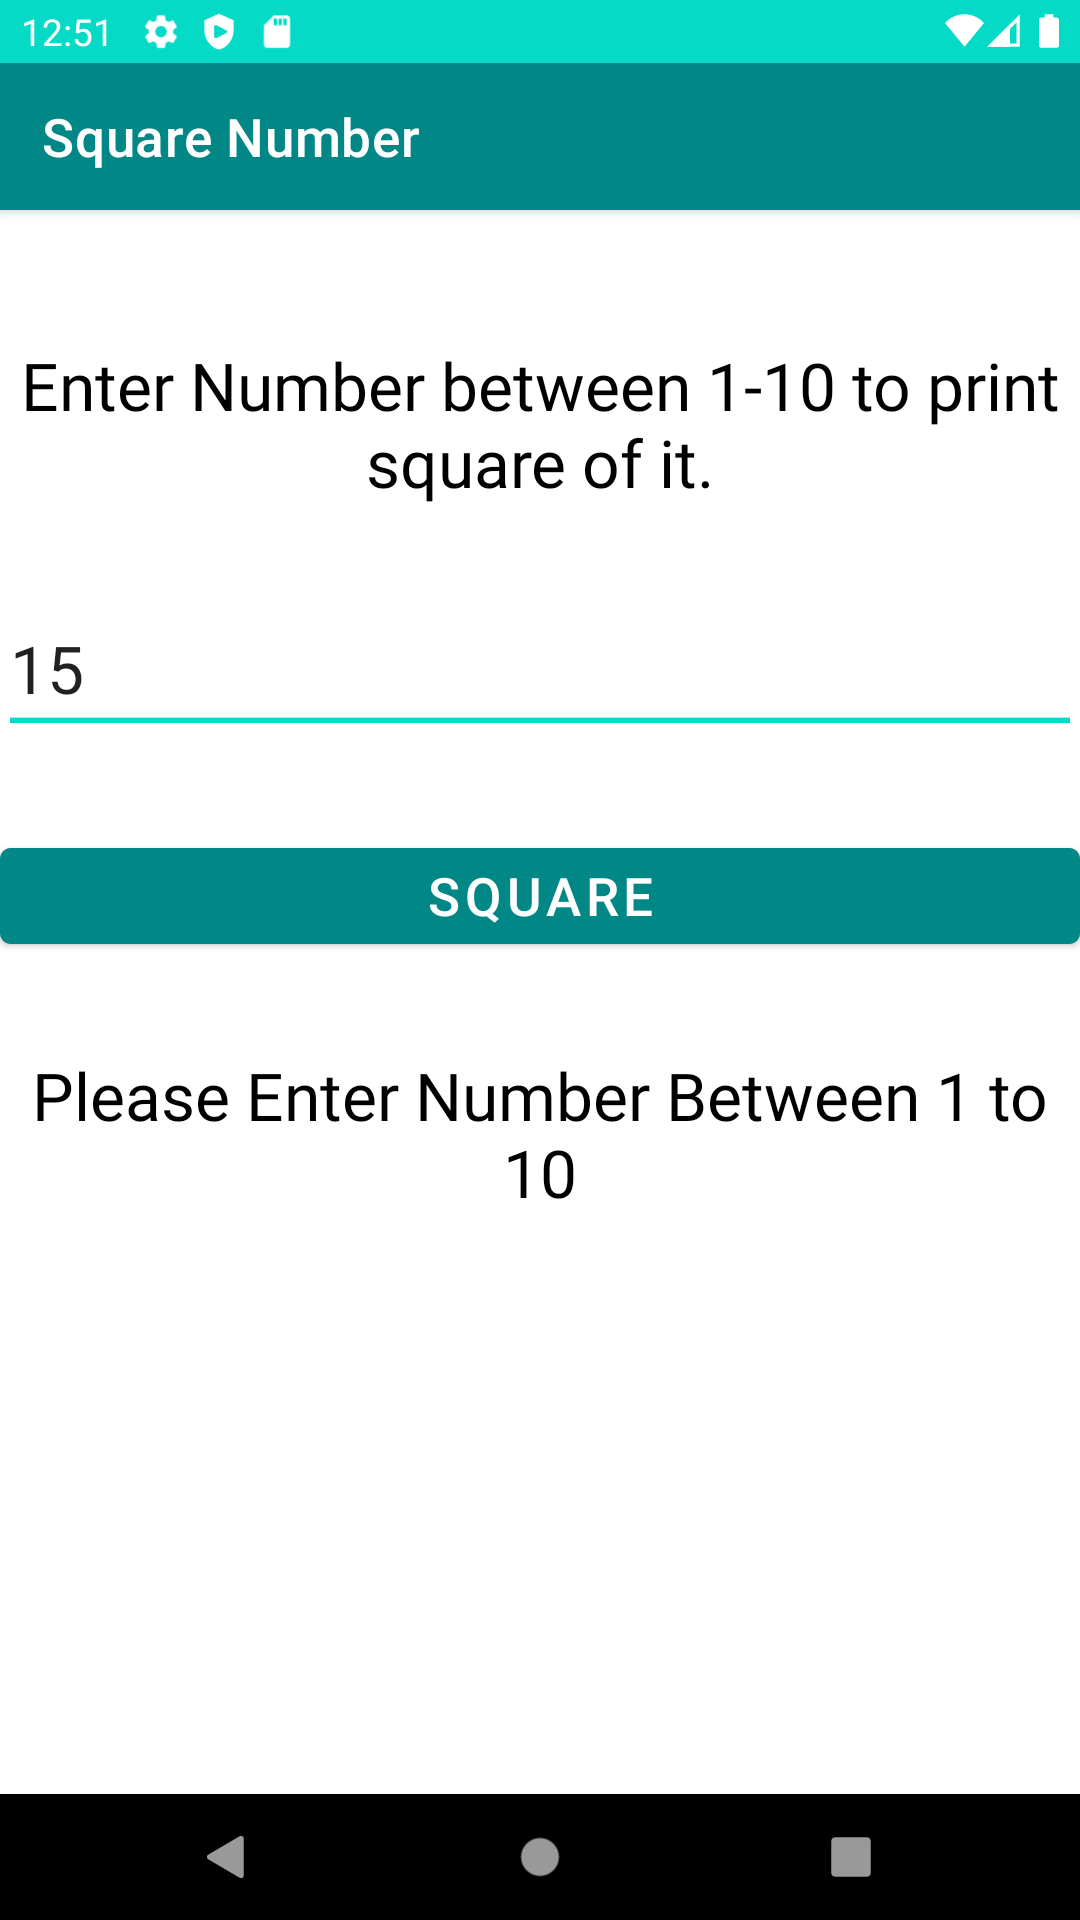 12:51
Square Number
Enter Number between 1-10 to print
square of it.
15
SQUARE
Please Enter Number Between 1 to
10